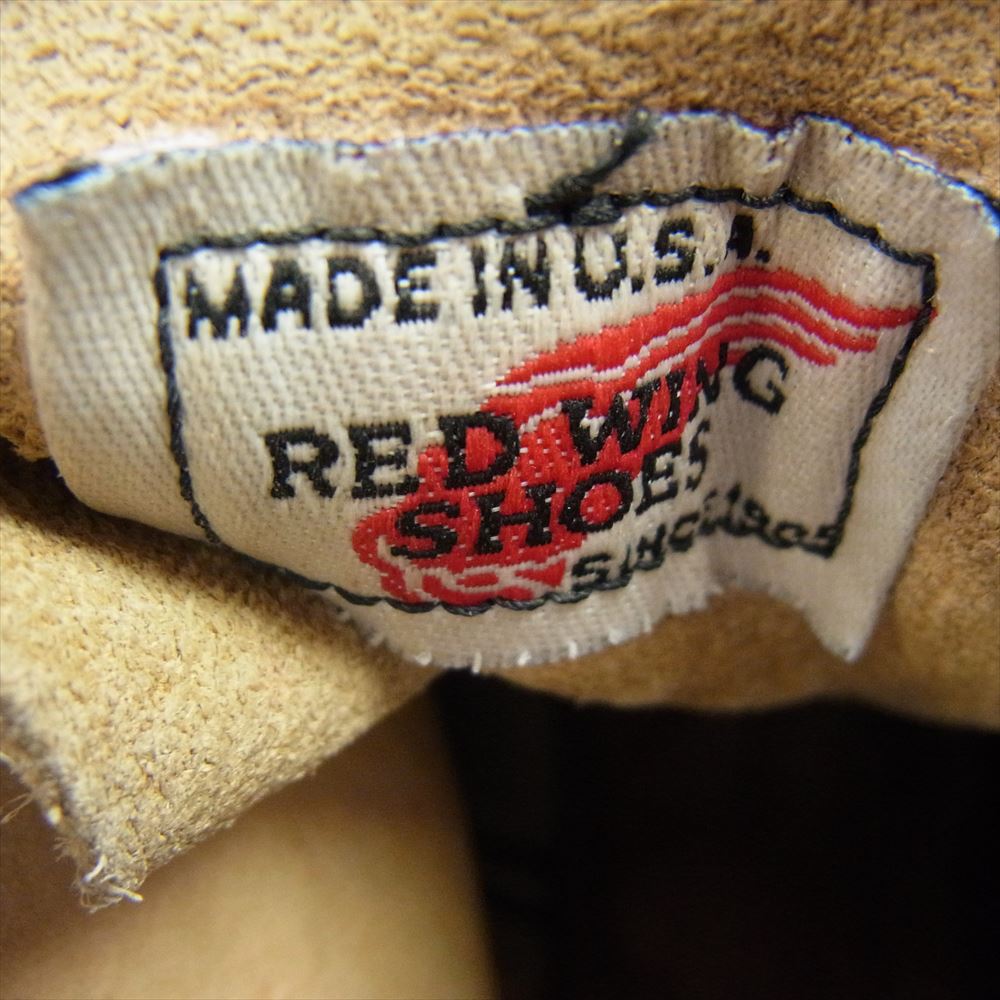 MADE IN U.S.A.
RED WING
SHOES
SINCE 1905